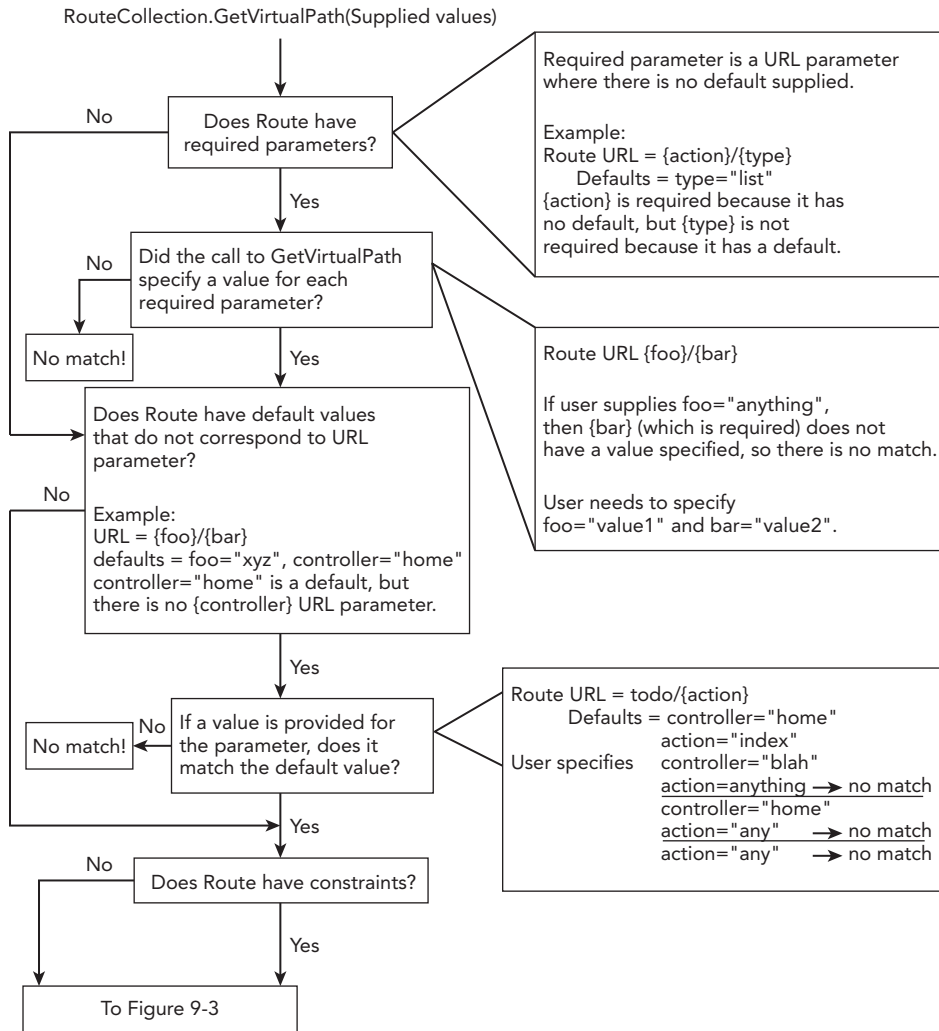 RouteCollection.GetVirtualPath(Supplied values)
No
Does Route have
required parameters?
Required parameter is a URL parameter
where there is no default supplied.
Example:
Route URL = {action}/{type}
Defaults = type="list"
{action} is required because it has
no default, but {type} is not
required because it has a default.
Yes
No
Did the call to GetVirtualPath
specify a value for each
required parameter?
No match!
Yes
Route URL {foo}/{bar}
If user supplies foo="anything",
then {bar} (which is required) does not
have a value specified, so there is no match.
User needs to specify
foo="value1" and bar="value2".
Does Route have default values
that do not correspond to URL
parameter?
Example:
URL = {foo}/{bar}
defaults = foo="xyz", controller="home"
controller="home" is a default, but
there is no {controller} URL parameter.
No
Yes
If a value is provided for
the parameter, does it
match the default value?
No
No match!
Route URL = todo/{action}
Defaults = controller="home"
action="index"
User specifies controller="blah"
action=anything → no match
controller="home"
action="any" → no match
action="any" → no match
Yes
No
Does Route have constraints?
Yes
To Figure 9-3